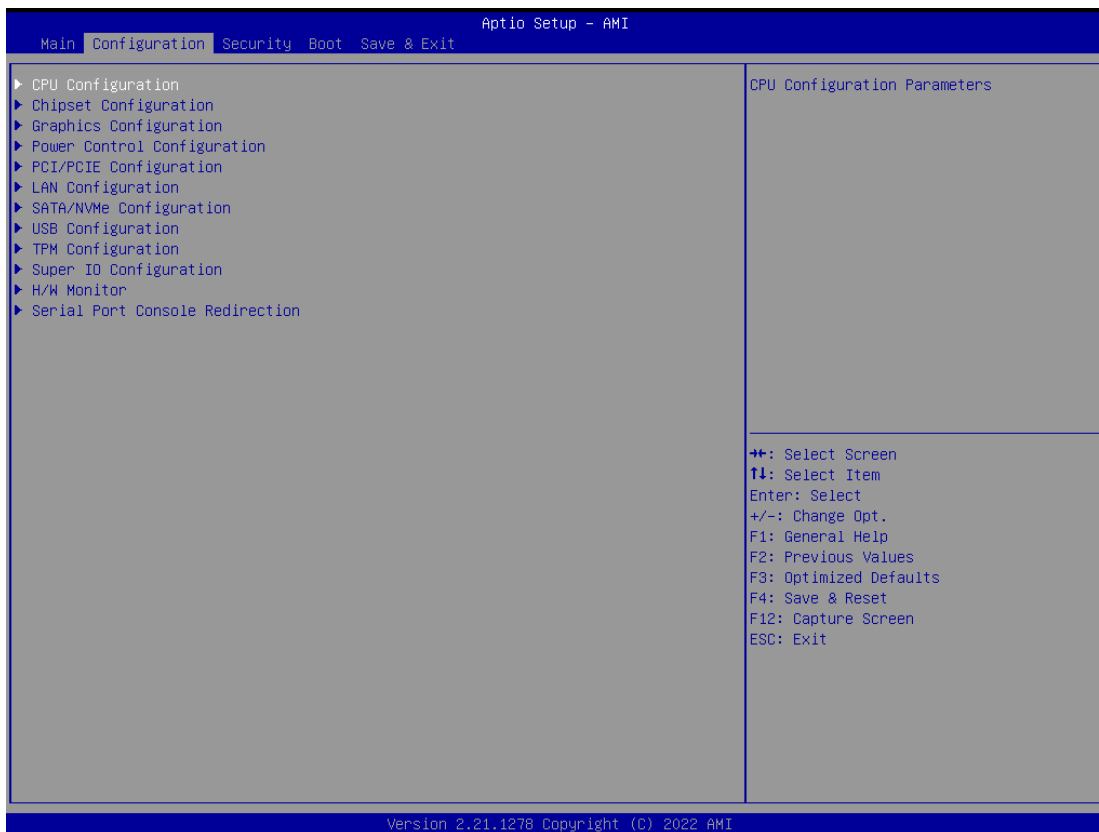 Aptio Setup – AMI
Main Configuration Security Boot Save & Exit
CPU Configuration
Chipset Configuration
Graphics Configuration
Power Control Configuration
PCI/PCIE Configuration
LAN Configuration
SATA/NVMe Configuration
USB Configuration
TPM Configuration
Super IO Configuration
H/W Monitor
Serial Port Console Redirection
CPU Configuration Parameters
→←: Select Screen
↑↓: Select Item
Enter: Select
+/-: Change Opt.
F1: General Help
F2: Previous Values
F3: Optimized Defaults
F4: Save & Reset
F12: Capture Screen
ESC: Exit
Version 2.21.1278 Copyright (C) 2022 AMI